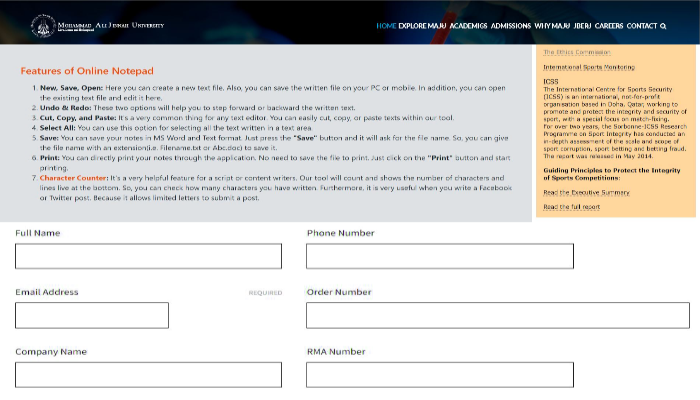 MOHAMMAD ALI JINNAH UNIVERSITY
HOME EXPLORE MAJU ACADEMICS ADMISSIONS WHY MAJU JBERJ CAREERS CONTACT
Features of Online Notepad
1. New, Save, Open: Here you can create a new text file. Also, you can save the written file on your PC or mobile. In addition, you can open
the existing text file and edit it here.
2. Undo & Redo: These two options will help you to step forward or backward the written text.
3. Cut, Copy, and Paste: It's a very common thing for any text editor. You can easily cut, copy, or paste texts within our tool.
4. Select All: You can use this option for selecting all the text written in a text area.
5. Save: You can save your notes in MS Word and Text format. Just press the "Save" button and it will ask for the file name. So, you can give
the file name with an extension(i.e. Filename.txt or Abc.doc) to save it.
6. Print: You can directly print your notes through the application. No need to save the file to print. Just click on the "Print" button and start
printing.
7. Character Counter: It's a very helpful feature for a script or content writers. Our tool will count and shows the number of characters and
lines live at the bottom. So, you can check how many characters you have written. Furthermore, it is very useful when you write a Facebook
or Twitter post. Because it allows limited letters to submit a post.
The Ethics Commission
International Sports Monitoring
ICSS
The International Centre for Sports Security
(ICSS) is an international, not-for-profit
organisation based in Doha, Qatar, working to
promote and protect the integrity and security of
sport, with a special focus on match-fixing.
For over two years, the Sorbonne-ICSS Research
Programme on Sport Integrity has conducted an
in-depth assessment of the scale and scope of
sport corruption, sport betting and betting fraud.
The report was released in May 2014.
Guiding Principles to Protect the Integrity
of Sports Competitions:
Read the Executive Summary
Read the full report
Full Name
Phone Number
Email Address
REQUIRED
Order Number
Company Name
RMA Number